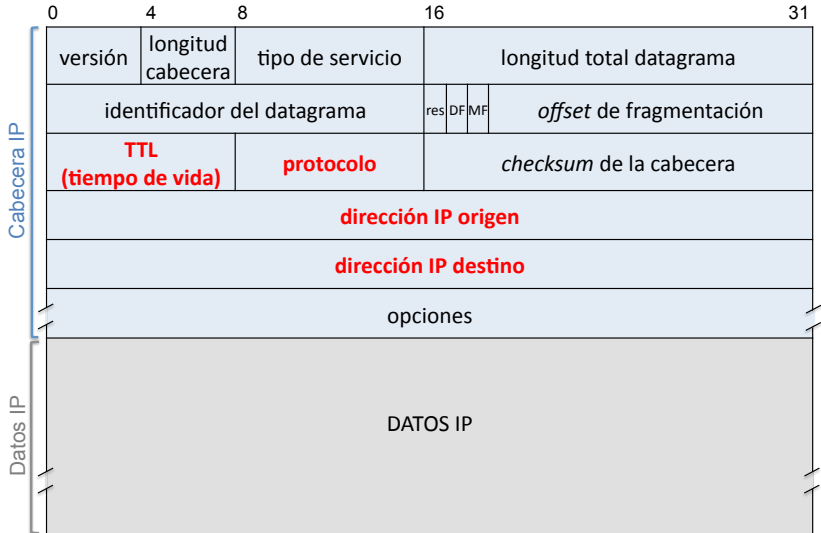 0 4 8 16 31
versión longitud cabecera tipo de servicio longitud total datagrama
identificador del datagrama res DF MF offset de fragmentación
TTL (tiempo de vida) protocolo checksum de la cabecera
dirección IP origen
dirección IP destino
opciones
Cabecera IP
DATOS IP
Datos IP